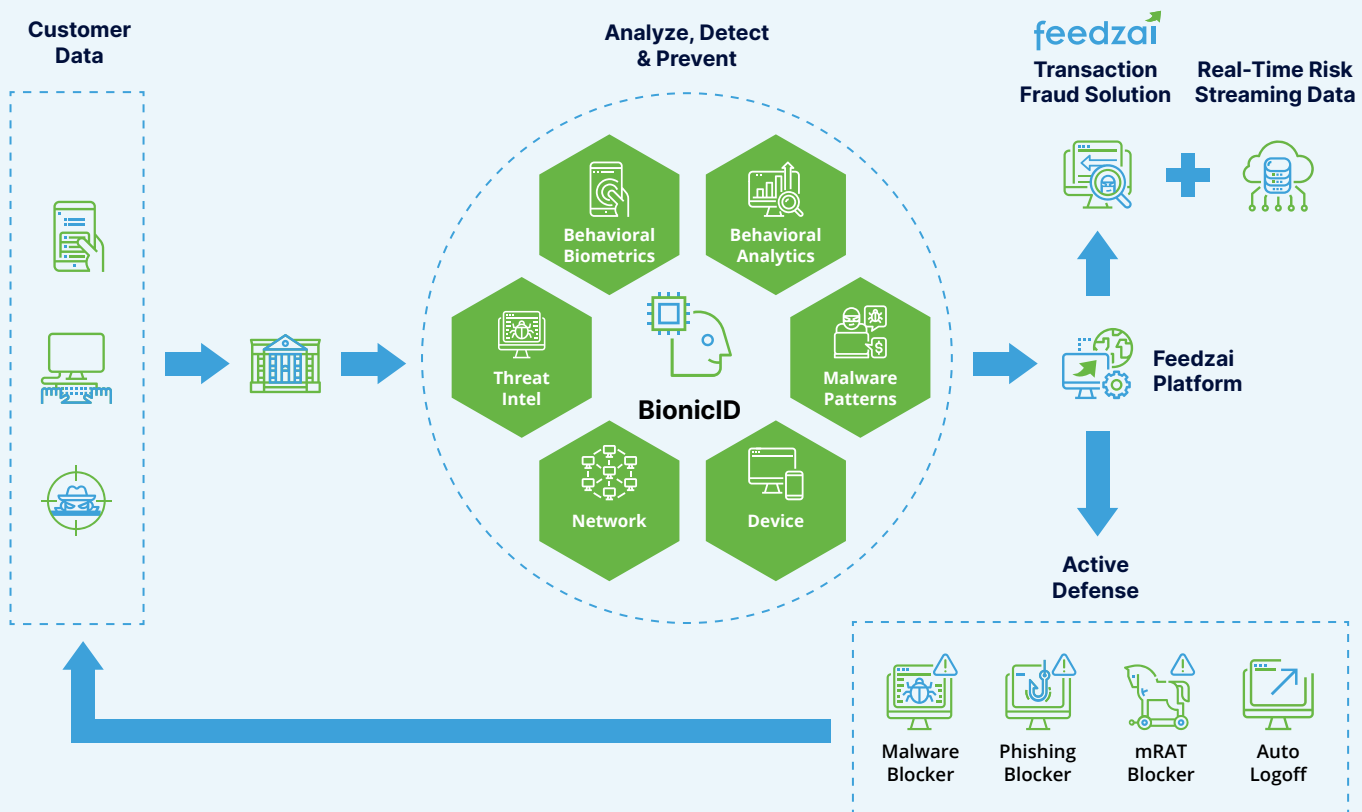 Customer
Data
Analyze, Detect
& Prevent
feedzai
Transaction
Fraud Solution
Real-Time Risk
Streaming Data
Behavioral
Biometrics
Behavioral
Analytics
Threat
Intel
BionicID
Malware
Patterns
Network
Device
Feedzai
Platform
Active
Defense
Malware
Blocker
Phishing
Blocker
mRAT
Blocker
Auto
Logoff